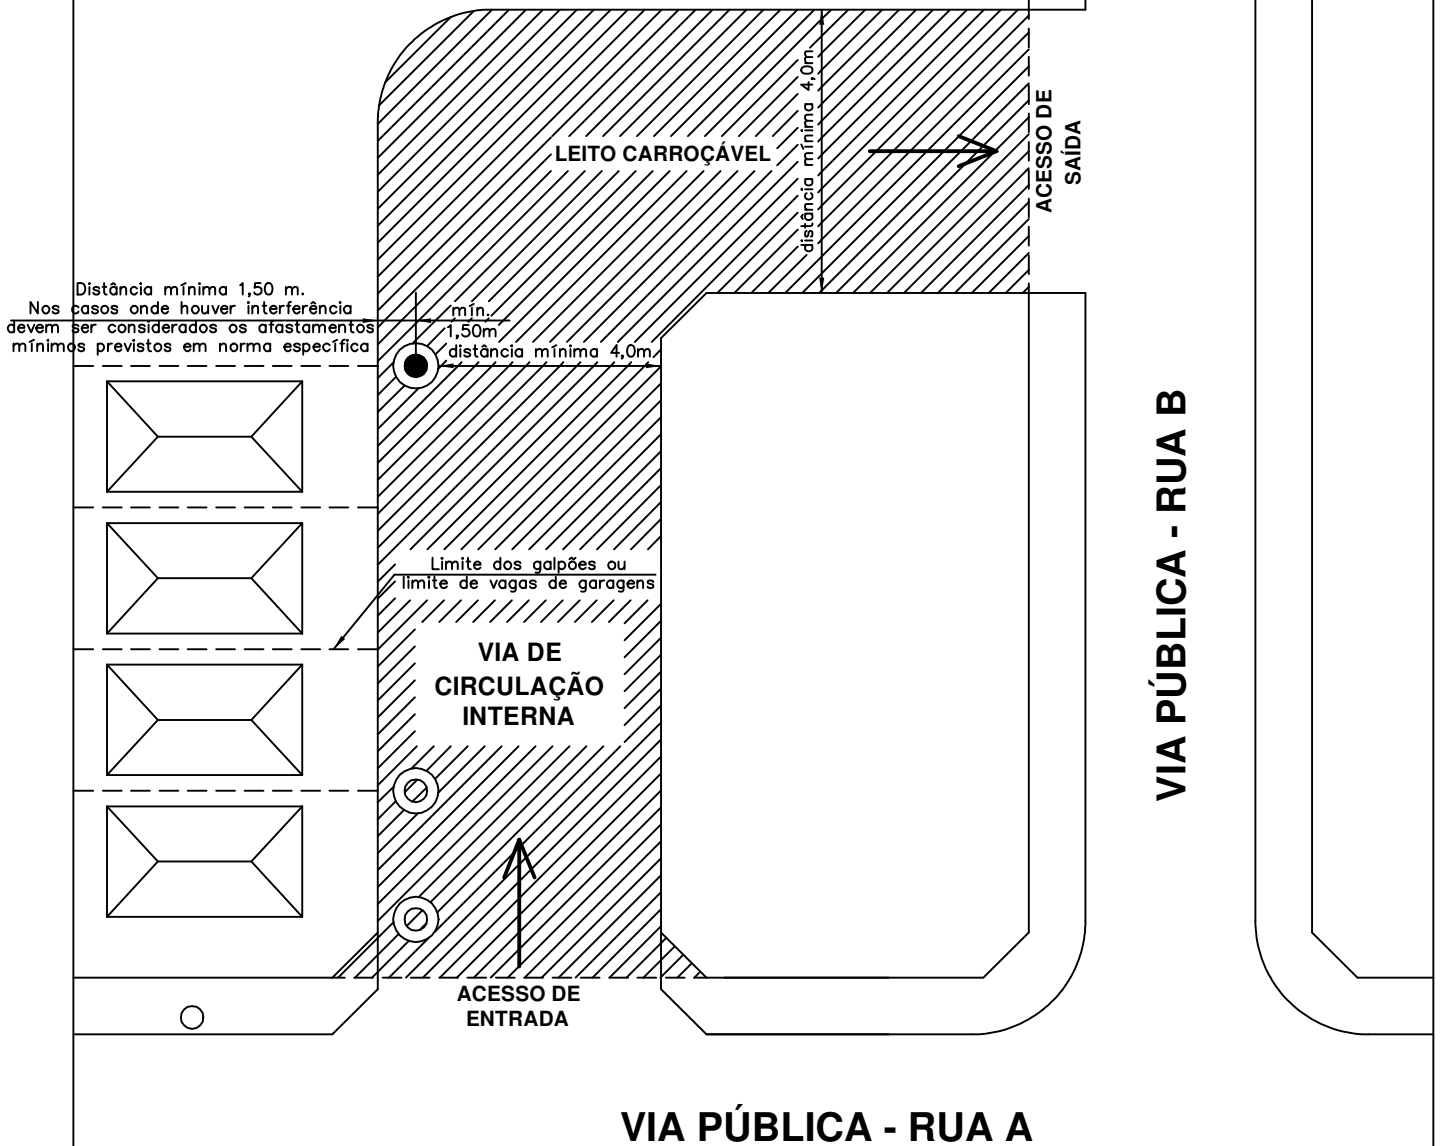 distância mínima 4,0m.
LEITO CARROÇÁVEL
ACESSO DE
SAÍDA
Distância mínima 1,50 m.
Nos casos onde houver interferência
devem ser considerados os afastamentos
mínimos previstos em norma específica
mín.
1,50m
distância mínima 4,0m.
VIA PÚBLICA - RUA B
Limite dos galpões ou
limite de vagas de garagens
VIA DE
CIRCULAÇÃO
INTERNA
ACESSO DE
ENTRADA
VIA PÚBLICA - RUA A